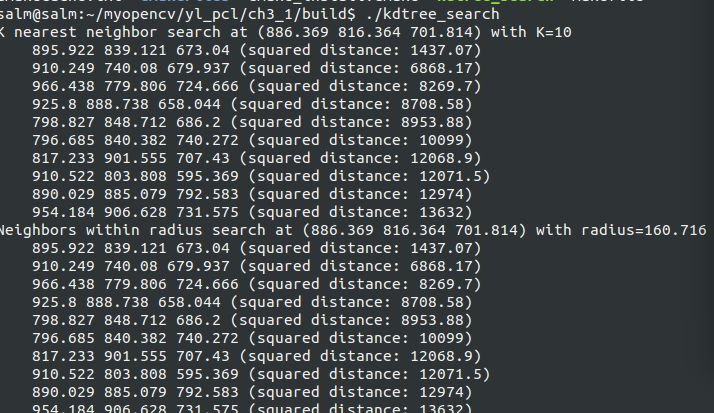 salm@salm:~/myopencv/yl_pcl/ch3_1/build$ ./kdtree_search
K nearest neighbor search at (886.369 816.364 701.814) with K=10
895.922 839.121 673.04 (squared distance: 1437.07)
910.249 740.08 679.937 (squared distance: 6868.17)
966.438 779.806 724.666 (squared distance: 8269.7)
925.8 888.738 658.044 (squared distance: 8708.58)
798.827 848.712 686.2 (squared distance: 8953.88)
796.685 840.382 740.272 (squared distance: 10099)
817.233 901.555 707.43 (squared distance: 12068.9)
910.522 803.808 595.369 (squared distance: 12071.5)
890.029 885.079 792.583 (squared distance: 12974)
954.184 906.628 731.575 (squared distance: 13632)
Neighbors within radius search at (886.369 816.364 701.814) with radius=160.716
895.922 839.121 673.04 (squared distance: 1437.07)
910.249 740.08 679.937 (squared distance: 6868.17)
966.438 779.806 724.666 (squared distance: 8269.7)
925.8 888.738 658.044 (squared distance: 8708.58)
798.827 848.712 686.2 (squared distance: 8953.88)
796.685 840.382 740.272 (squared distance: 10099)
817.233 901.555 707.43 (squared distance: 12068.9)
910.522 803.808 595.369 (squared distance: 12071.5)
890.029 885.079 792.583 (squared distance: 12974)
954.184 906.628 731.575 (squared distance: 13632)